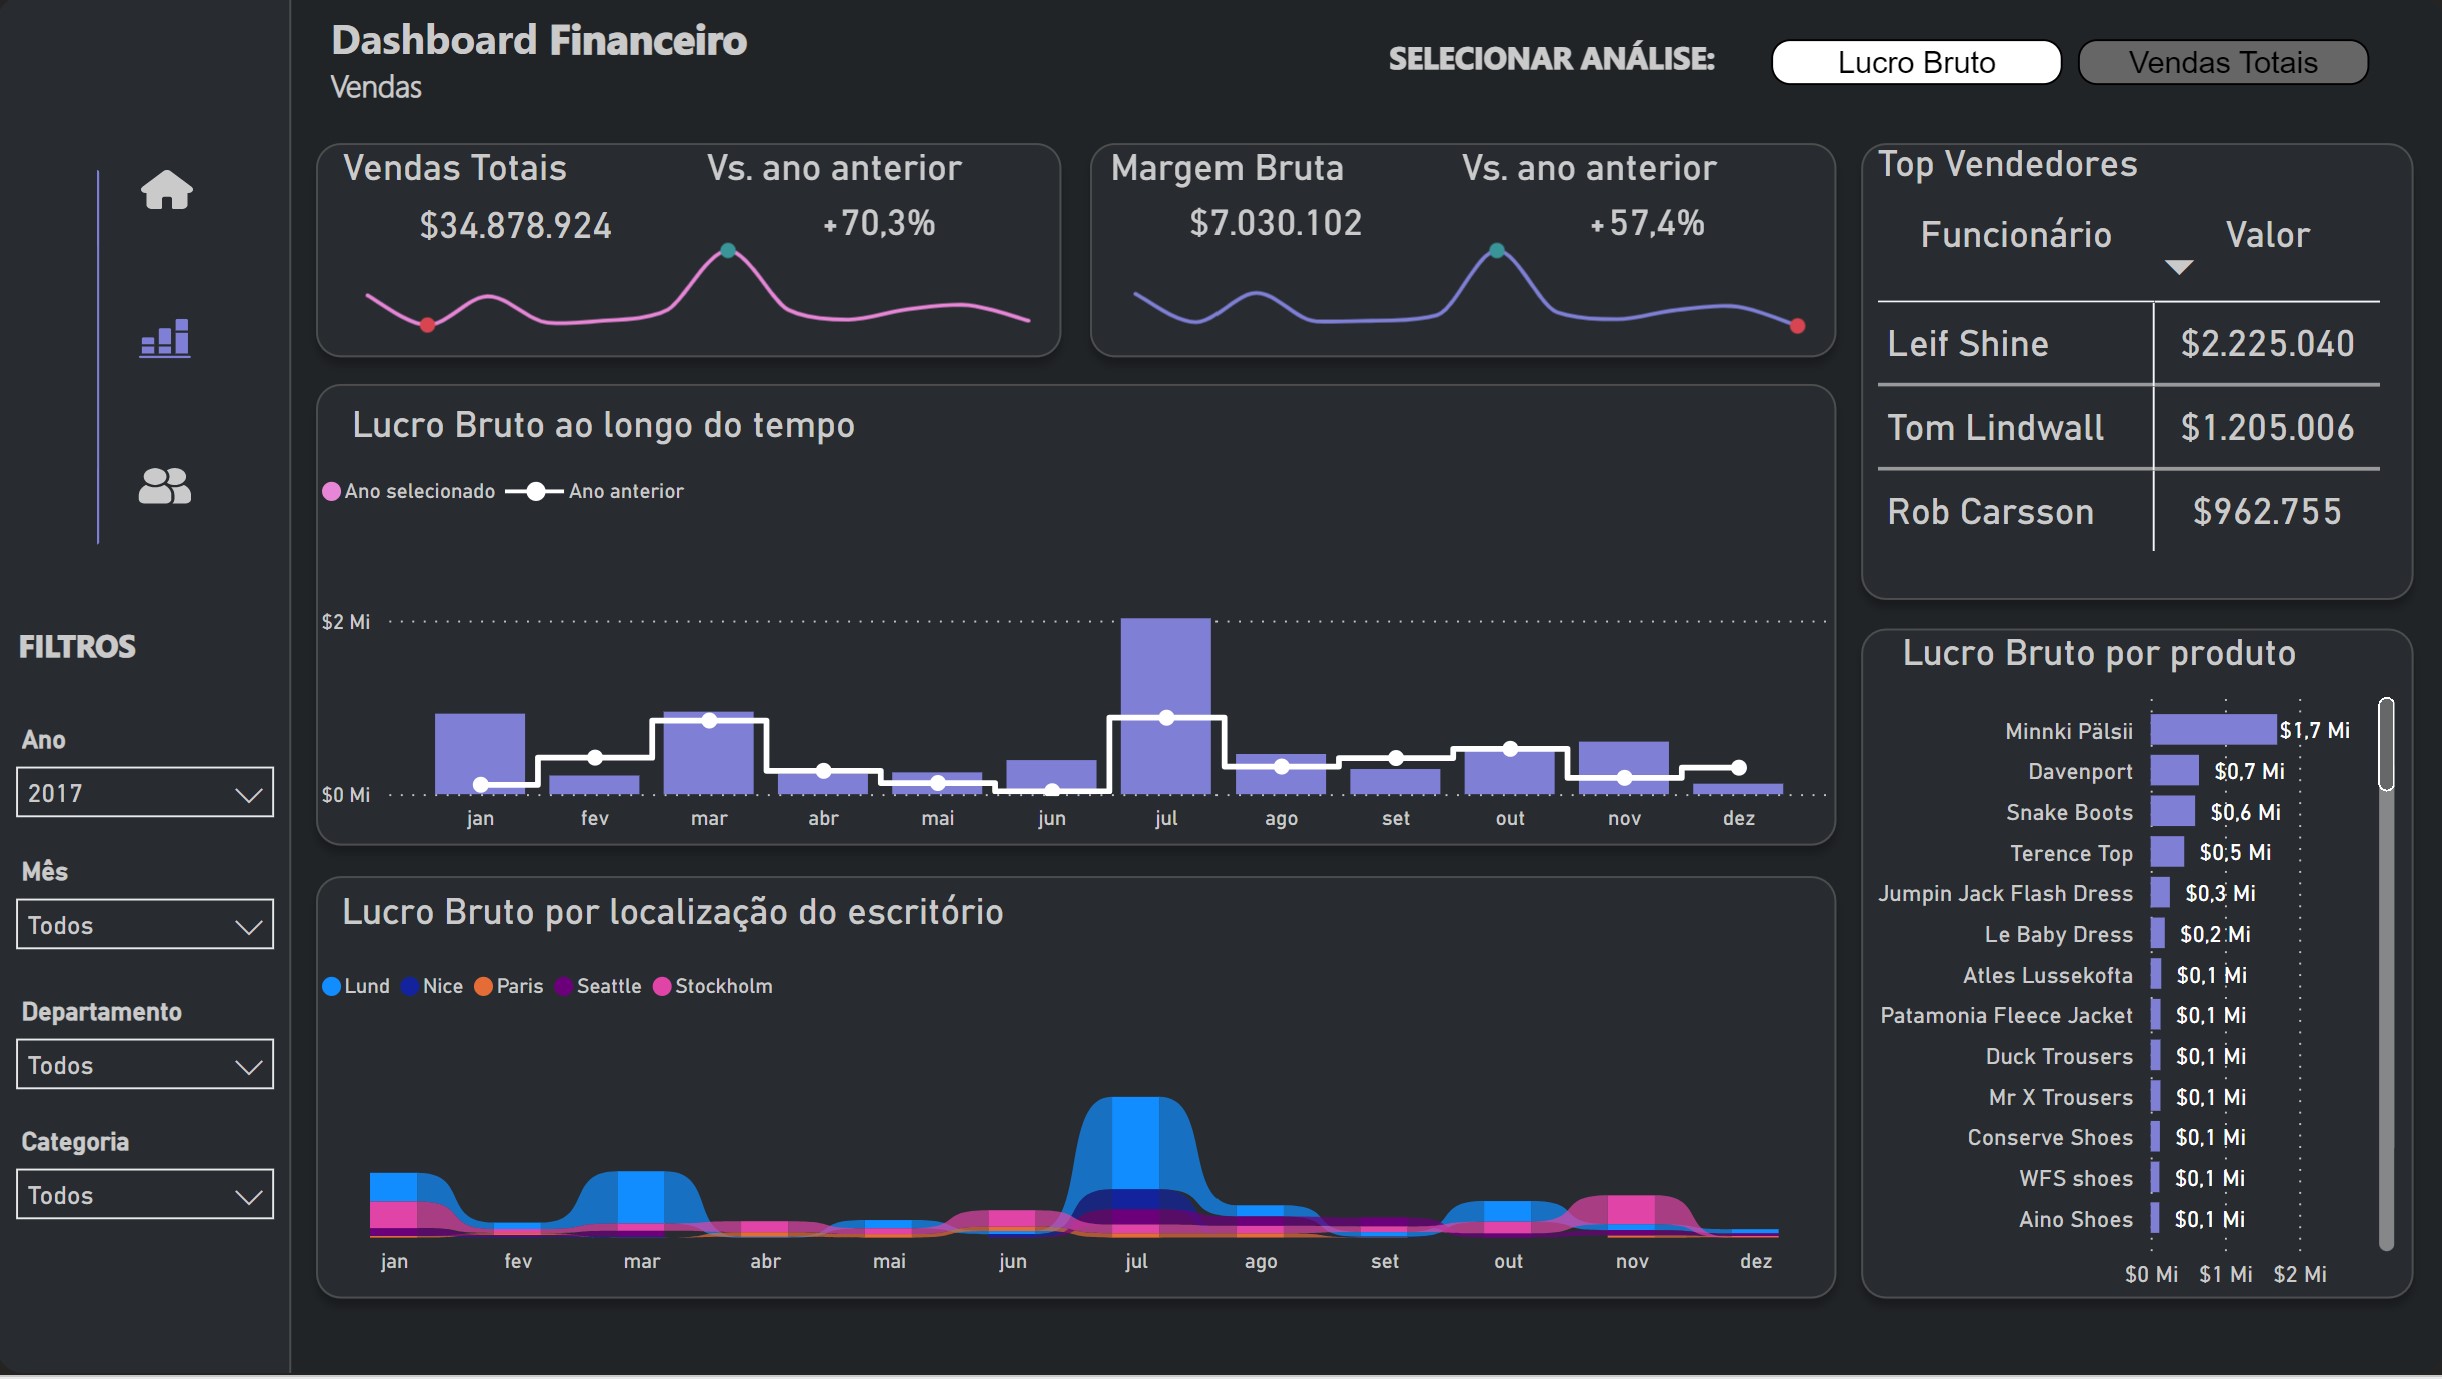 Dashboard Financeiro
Vendas
SELECIONAR ANÁLISE:
Lucro Bruto
Vendas Totais
FILTROS
Ano
2017
Mês
Todos
Departamento
Todos
Categoria
Todos
Vendas Totais Vs. ano anterior
$34.878.924 +70,3%
Margem Bruta Vs. ano anterior
$7.030.102 +57,4%
Top Vendedores
Funcionário Valor
Leif Shine $2.225.040
Tom Lindwall $1.205.006
Rob Carsson $962.755
Lucro Bruto ao longo do tempo
Ano selecionado Ano anterior
$2 Mi
$0 Mi
jan fev mar abr mai jun jul ago set out nov dez
Lucro Bruto por localização do escritório
Lund Nice Paris Seattle Stockholm
jan fev mar abr mai jun jul ago set out nov dez
Lucro Bruto por produto
Minnki Pälsii $1,7 Mi
Davenport $0,7 Mi
Snake Boots $0,6 Mi
Terence Top $0,5 Mi
Jumpin Jack Flash Dress $0,3 Mi
Le Baby Dress $0,2 Mi
Atles Lussekofta $0,1 Mi
Patamonia Fleece Jacket $0,1 Mi
Duck Trousers $0,1 Mi
Mr X Trousers $0,1 Mi
Conserve Shoes $0,1 Mi
WFS shoes $0,1 Mi
Aino Shoes $0,1 Mi
$0 Mi $1 Mi $2 Mi